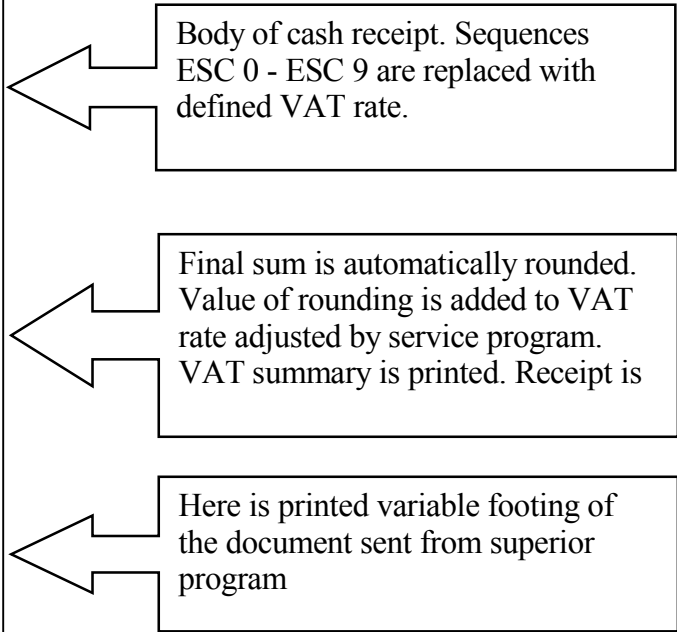 Body of cash receipt. Sequences
ESC 0 - ESC 9 are replaced with
defined VAT rate.
Final sum is automatically rounded.
Value of rounding is added to VAT
rate adjusted by service program.
VAT summary is printed. Receipt is
Here is printed variable footing of
the document sent from superior
program